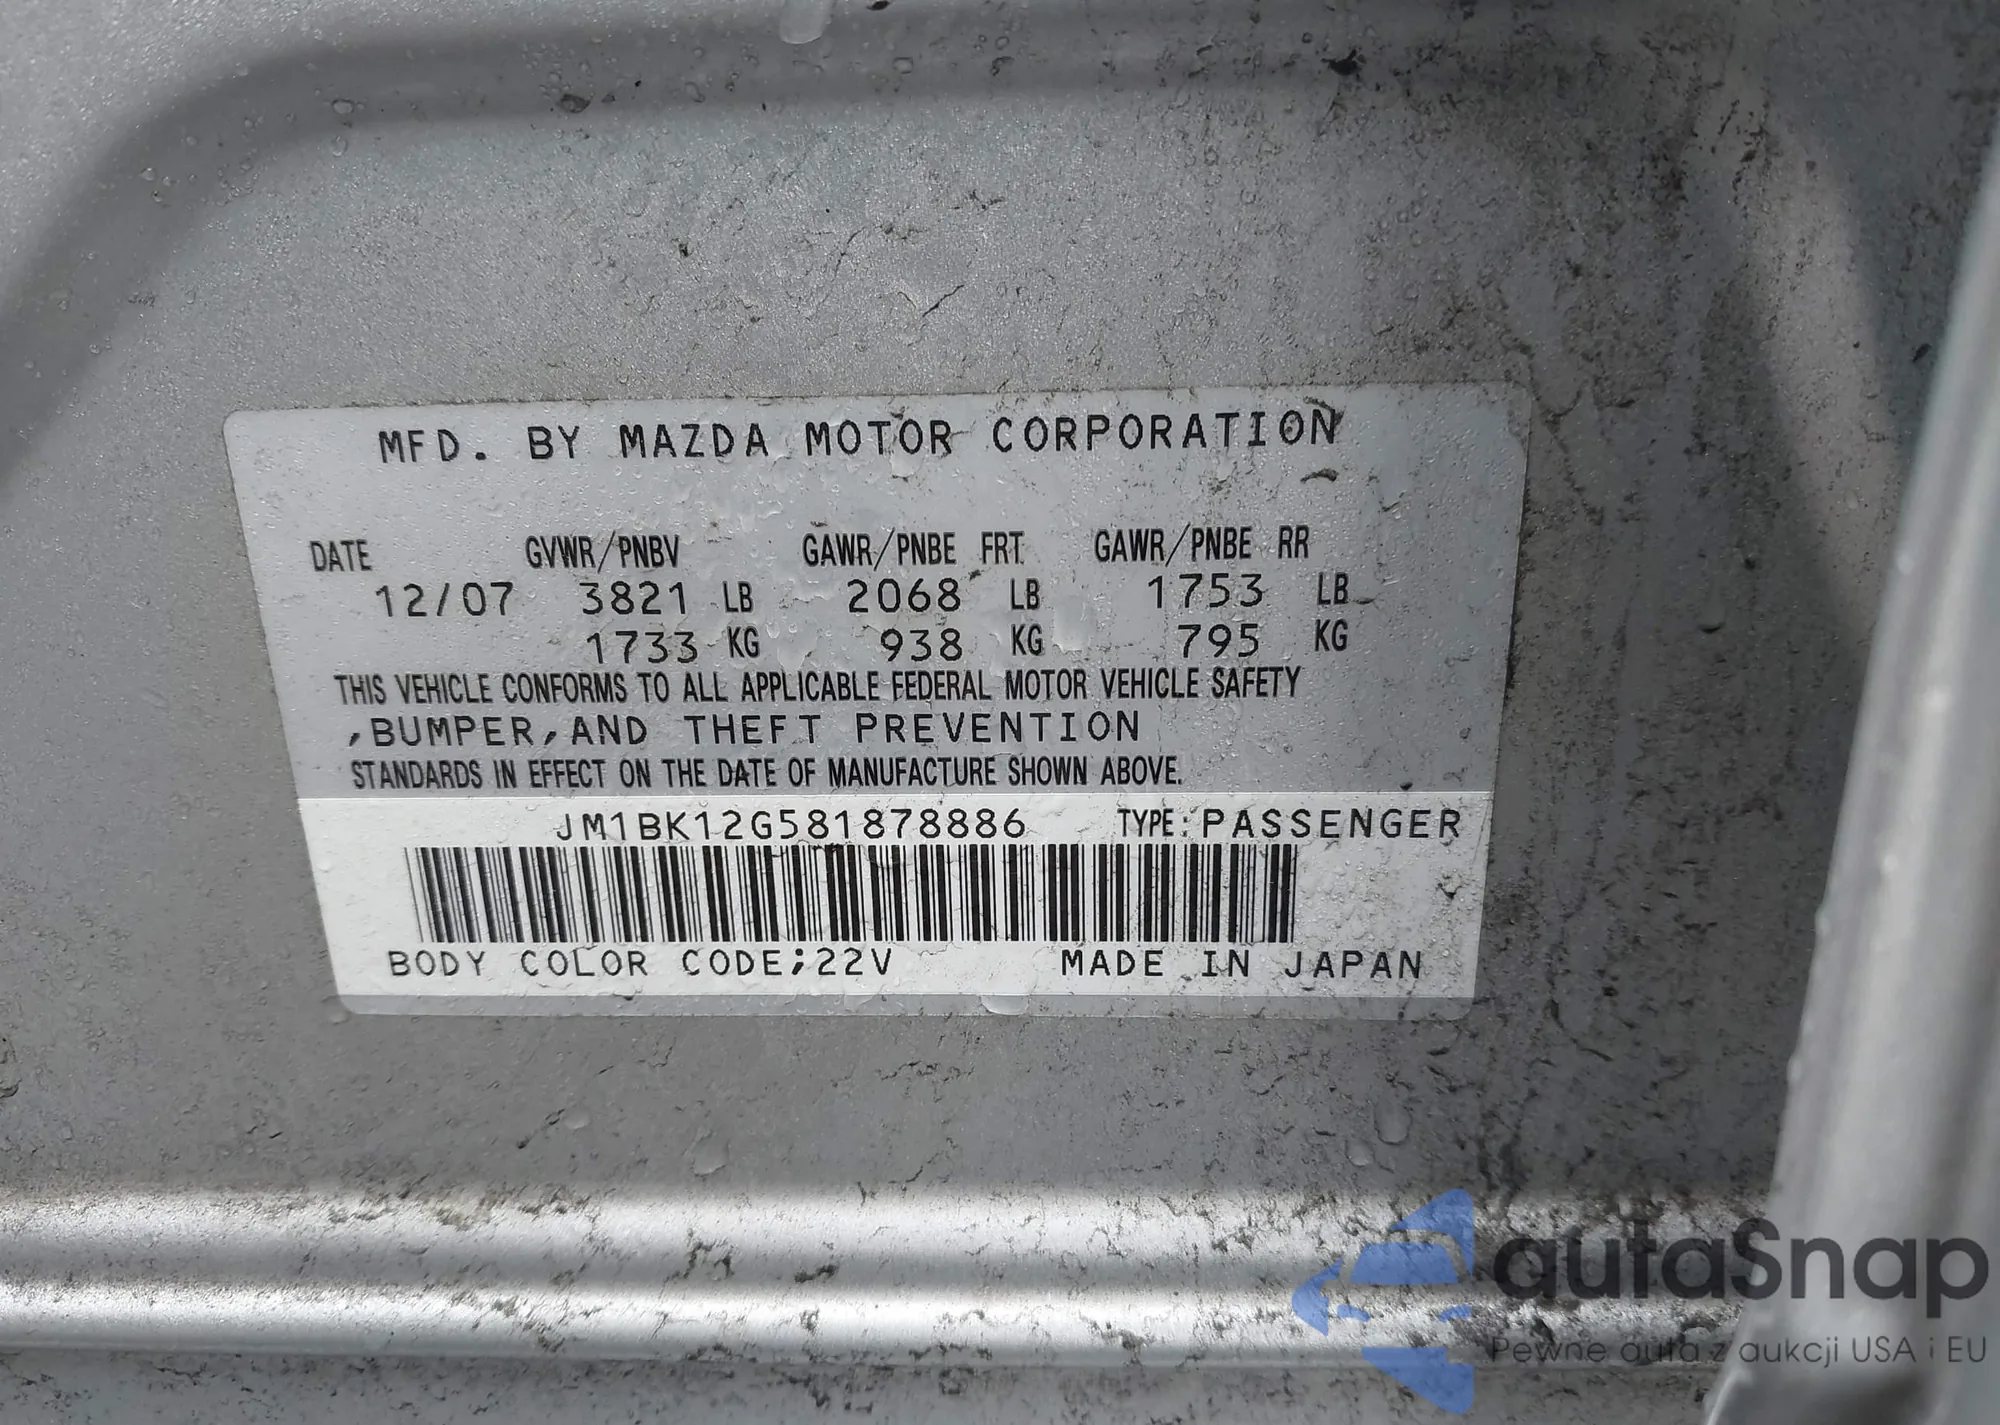 MFD. BY MAZDA MOTOR CORPORATION
DATE GVWR/PNBV GAWR/PNBE FRT GAWR/PNBE RR
12/07 3821 LB 2068 LB 1753 LB
1733 KG 938 KG 795 KG
THIS VEHICLE CONFORMS TO ALL APPLICABLE FEDERAL MOTOR VEHICLE SAFETY
,BUMPER,AND THEFT PREVENTION
STANDARDS IN EFFECT ON THE DATE OF MANUFACTURE SHOWN ABOVE.
JM1BK12G581878886 TYPE:PASSENGER
BODY COLOR CODE;22V MADE IN JAPAN
autaSnap
Pewne auta z aukcji USA i EU